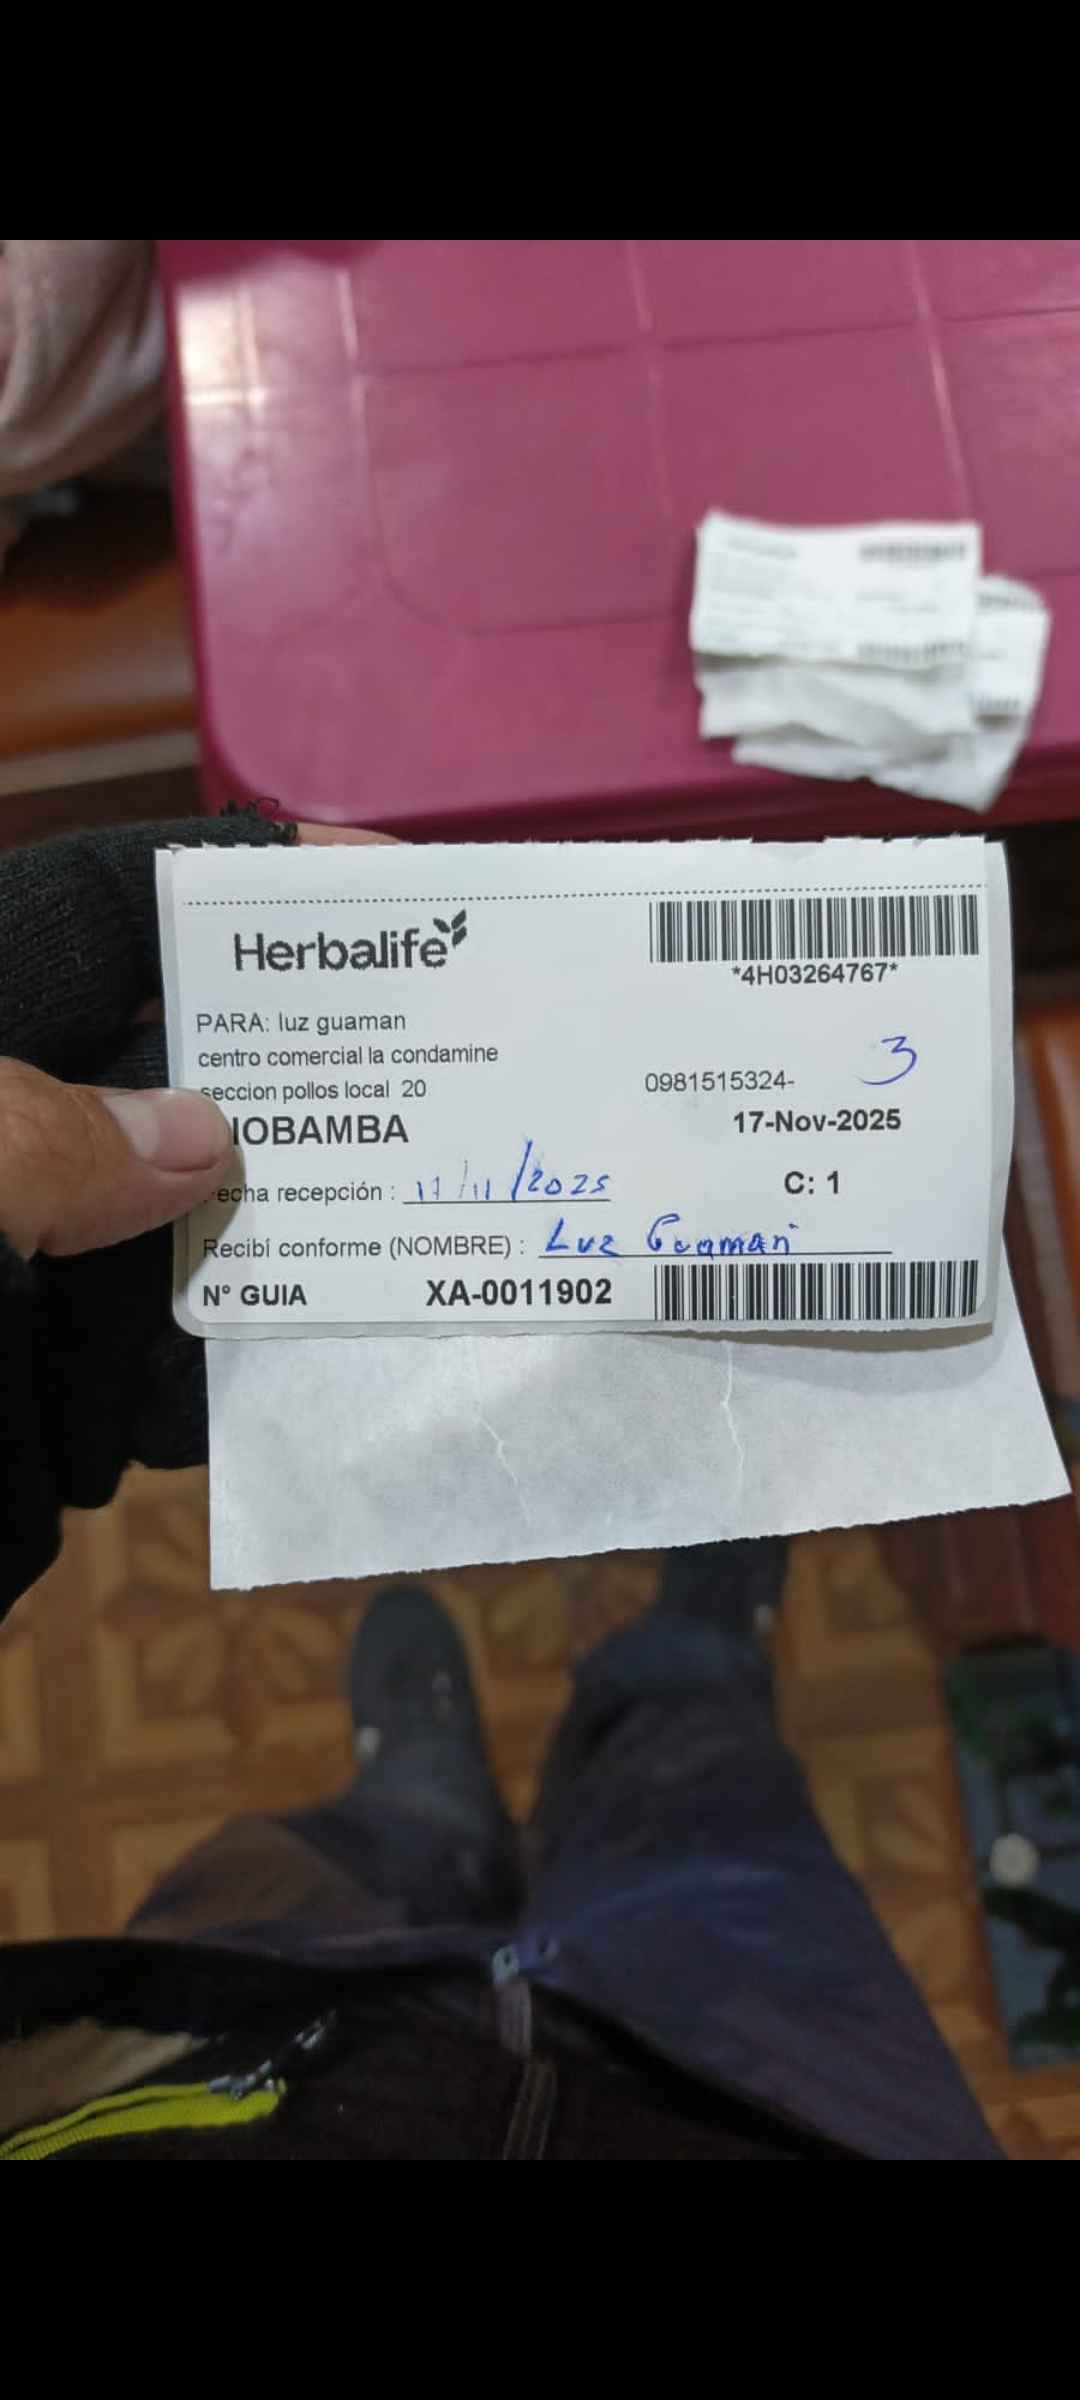 Herbalife
*4H03264767*
PARA: luz guaman
centro comercial la condamine
3
seccion pollos local 20
0981515324-
IOBAMBA
17-Nov-2025
echa recepción : 17/11/2025
C: 1
Recibí conforme (NOMBRE) : Luz Guaman
N° GUIA XA-0011902